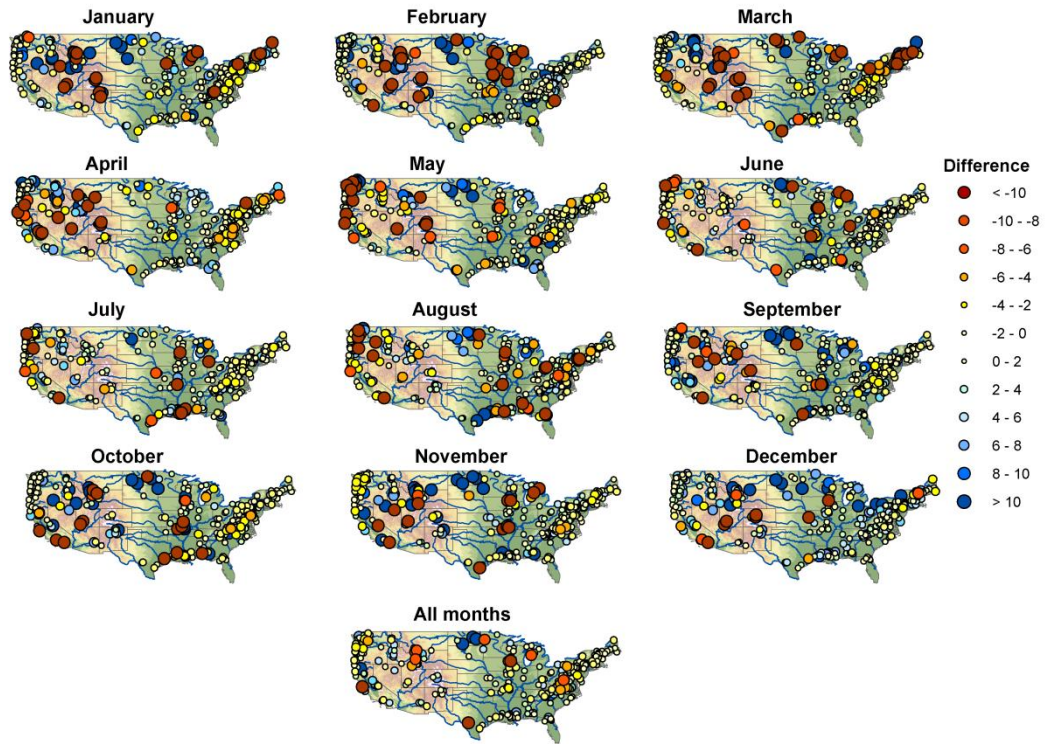 January
February
March
April
May
June
Difference
< -10
-10 - -8
-8 - -6
-6 - -4
-4 - -2
-2 - 0
0 - 2
2 - 4
4 - 6
6 - 8
8 - 10
> 10
July
August
September
October
November
December
All months